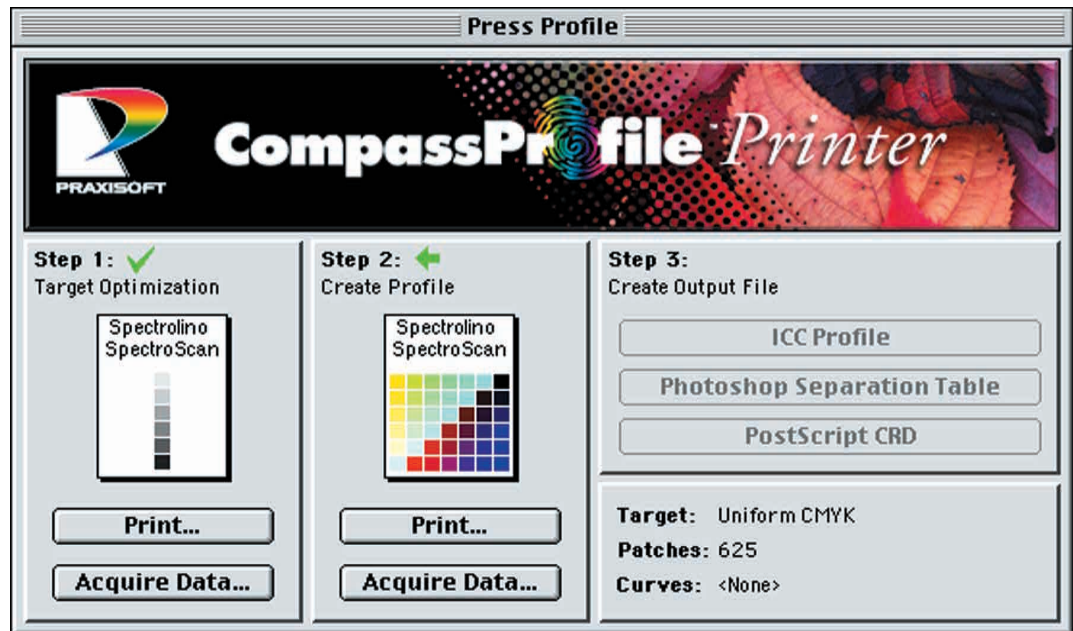 Press Profile
PRAXISOFT
CompassProfile™ Printer
Step 1:
Target Optimization
Spectrolino
SpectroScan
Print...
Acquire Data...
Step 2:
Create Profile
Spectrolino
SpectroScan
Print...
Acquire Data...
Step 3:
Create Output File
ICC Profile
Photoshop Separation Table
PostScript CRD
Target: Uniform CMYK
Patches: 625
Curves: <None>